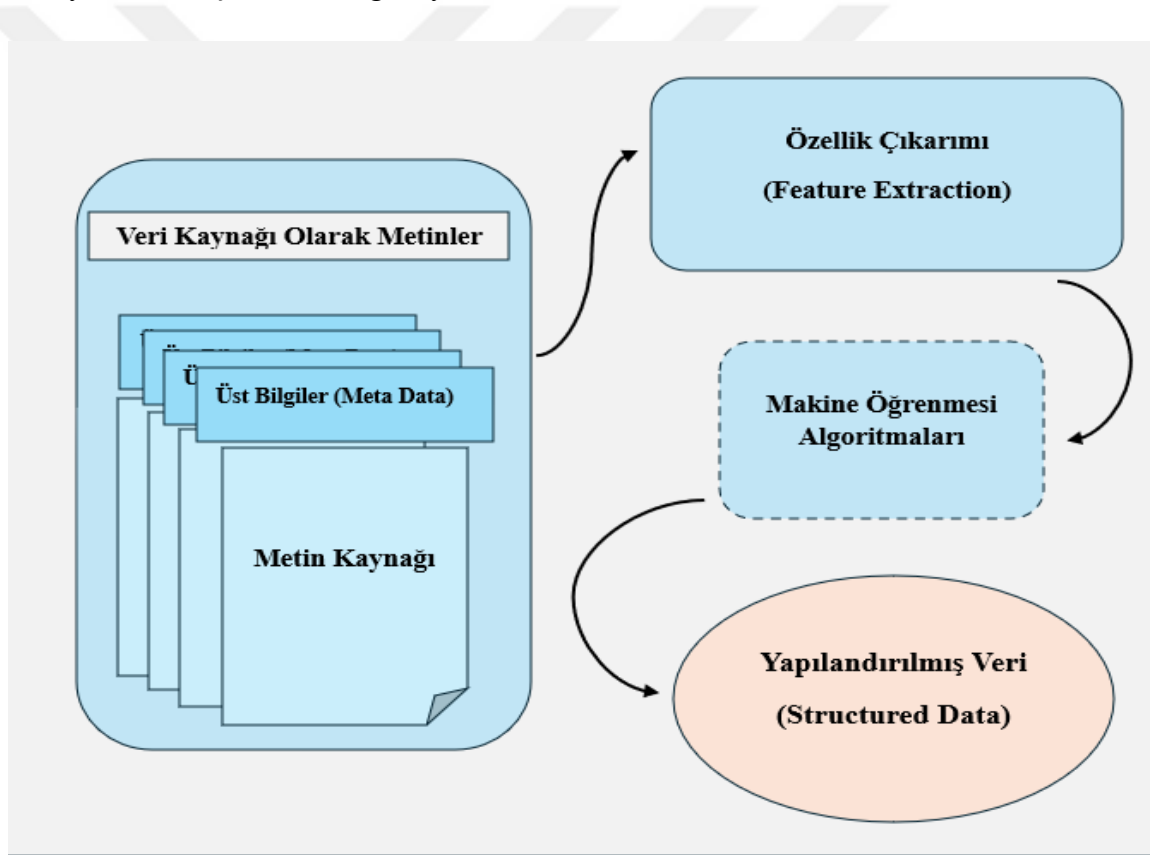 Veri Kaynağı Olarak Metinler
Üst Bilgiler (Meta Data)
Metin Kaynağı
Özellik Çıkarımı
(Feature Extraction)
Makine Öğrenmesi
Algoritmaları
Yapılandırılmış Veri
(Structured Data)